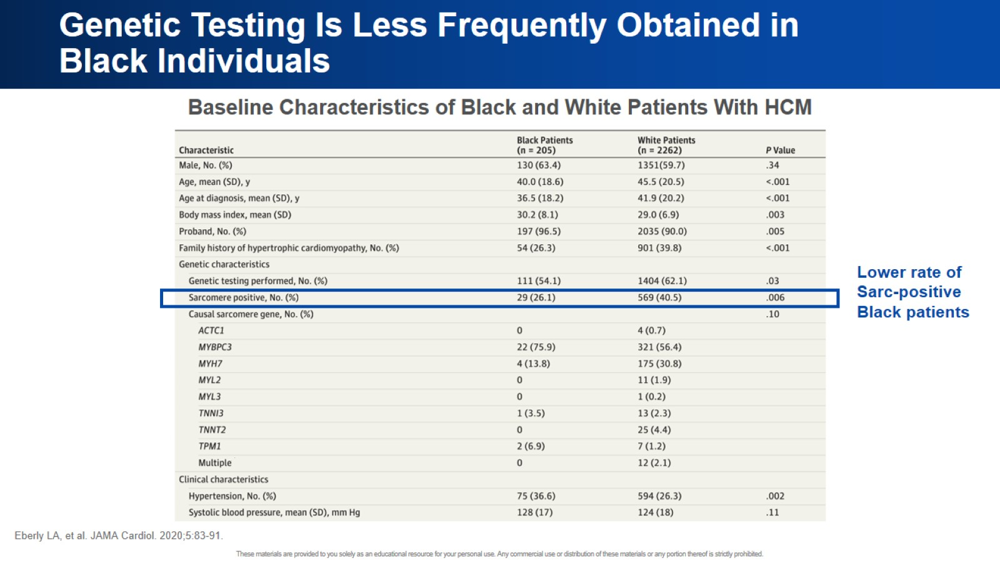 Genetic Testing Is Less Frequently Obtained in
Black Individuals
Baseline Characteristics of Black and White Patients With HCM
Characteristic Black Patients (n = 205) White Patients (n = 2262) P Value
Male, No. (%) 130 (63.4) 1351(59.7) .34
Age, mean (SD), y 40.0 (18.6) 45.5 (20.5) <.001
Age at diagnosis, mean (SD), y 36.5 (18.2) 41.9 (20.2) <.001
Body mass index, mean (SD) 30.2 (8.1) 29.0 (6.9) .003
Proband, No. (%) 197 (96.5) 2035 (90.0) .005
Family history of hypertrophic cardiomyopathy, No. (%) 54 (26.3) 901 (39.8) <.001
Genetic characteristics
Genetic testing performed, No. (%) 111 (54.1) 1404 (62.1) .03
Sarcomere positive, No. (%) 29 (26.1) 569 (40.5) .006
Causal sarcomere gene, No. (%) .10
ACTC1 0 4 (0.7)
MYBPC3 22 (75.9) 321 (56.4)
MYH7 4 (13.8) 175 (30.8)
MYL2 0 11 (1.9)
MYL3 0 1 (0.2)
TNNI3 1 (3.5) 13 (2.3)
TNNT2 0 25 (4.4)
TPM1 2 (6.9) 7 (1.2)
Multiple 0 12 (2.1)
Clinical characteristics
Hypertension, No. (%) 75 (36.6) 594 (26.3) .002
Systolic blood pressure, mean (SD), mm Hg 128 (17) 124 (18) .11
Lower rate of
Sarc-positive
Black patients
Eberly LA, et al. JAMA Cardiol. 2020;5:83-91.
These materials are provided to you solely as an educational resource for your personal use. Any commercial use or distribution of these materials or any portion thereof is strictly prohibited.